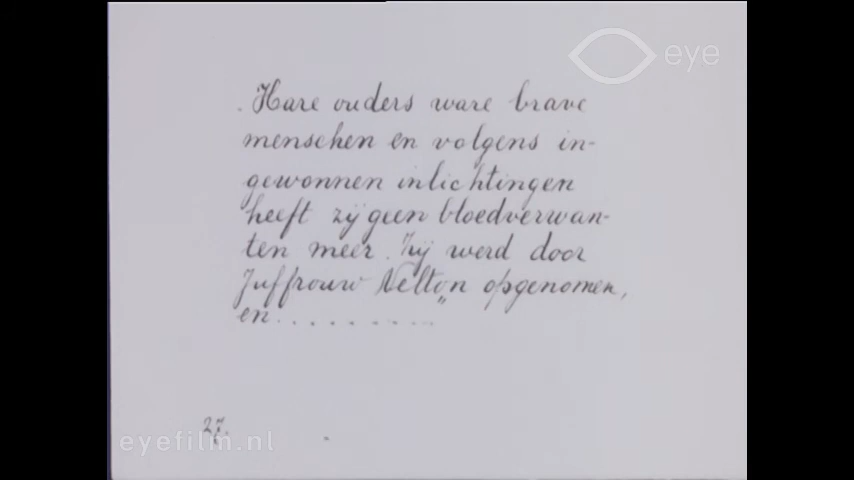 eye
. Hare ouders ware brave
menschen en volgens in-
gewonnen inlichtingen
heeft zij geen bloedverwan-
ten meer. Zij werd door
Juffrouw Nelton opgenomen,
en..........
27.
eyefilm.nl